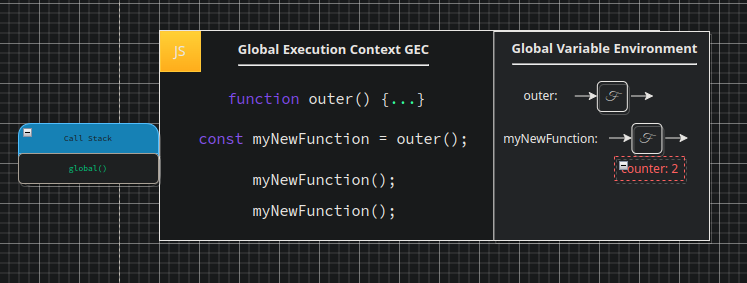 JS
Global Execution Context GEC
function outer() {...}
const myNewFunction = outer();
myNewFunction();
myNewFunction();
Global Variable Environment
outer:
ℱ
myNewFunction:
ℱ
counter: 2
Call Stack
global()